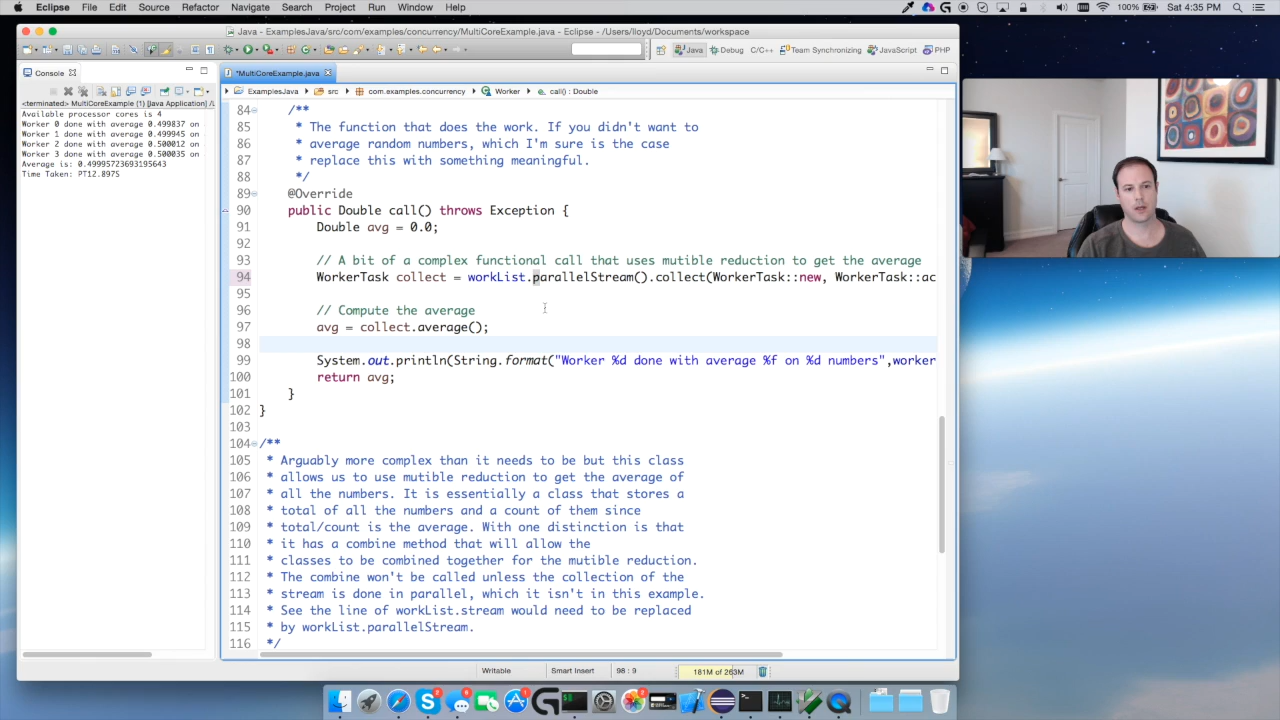 Eclipse File Edit Source Refactor Navigate Search Project Run Window Help 100% Sat 4:35 PM
Java - ExamplesJava/src/com/examples/concurrency/MultiCoreExample.java - Eclipse - /Users/lloyd/Documents/workspace
Java Debug C/C++ Team Synchronizing JavaScript PHP
Console
*MultiCoreExample.java
<terminated> MultiCoreExample (1) [Java Application] /L
ExamplesJava src com.examples.concurrency Worker call() : Double
Available processor cores is 4
Worker 0 done with average 0.499837 on
Worker 1 done with average 0.499945 on
Worker 2 done with average 0.500012 on
Worker 3 done with average 0.500035 on
Average is: 0.49995723693195643
Time Taken: PT12.897S
84 /**
85 * The function that does the work. If you didn't want to
86 * average random numbers, which I'm sure is the case
87 * replace this with something meaningful.
88 */
89 @Override
90 public Double call() throws Exception {
91 Double avg = 0.0;
92
93 // A bit of a complex functional call that uses mutible reduction to get the average
94 WorkerTask collect = workList.parallelStream().collect(WorkerTask::new, WorkerTask::ac
95
96 // Compute the average
97 avg = collect.average();
98
99 System.out.println(String.format("Worker %d done with average %f on %d numbers",worker
100 return avg;
101 }
102 }
103
104 /**
105 * Arguably more complex than it needs to be but this class
106 * allows us to use mutible reduction to get the average of
107 * all the numbers. It is essentially a class that stores a
108 * total of all the numbers and a count of them since
109 * total/count is the average. With one distinction is that
110 * it has a combine method that will allow the
111 * classes to be combined together for the mutible reduction.
112 * The combine won't be called unless the collection of the
113 * stream is done in parallel, which it isn't in this example.
114 * See the line of workList.stream would need to be replaced
115 * by workList.parallelStream.
116 */
Writable Smart Insert 98 : 9 181M of 263M